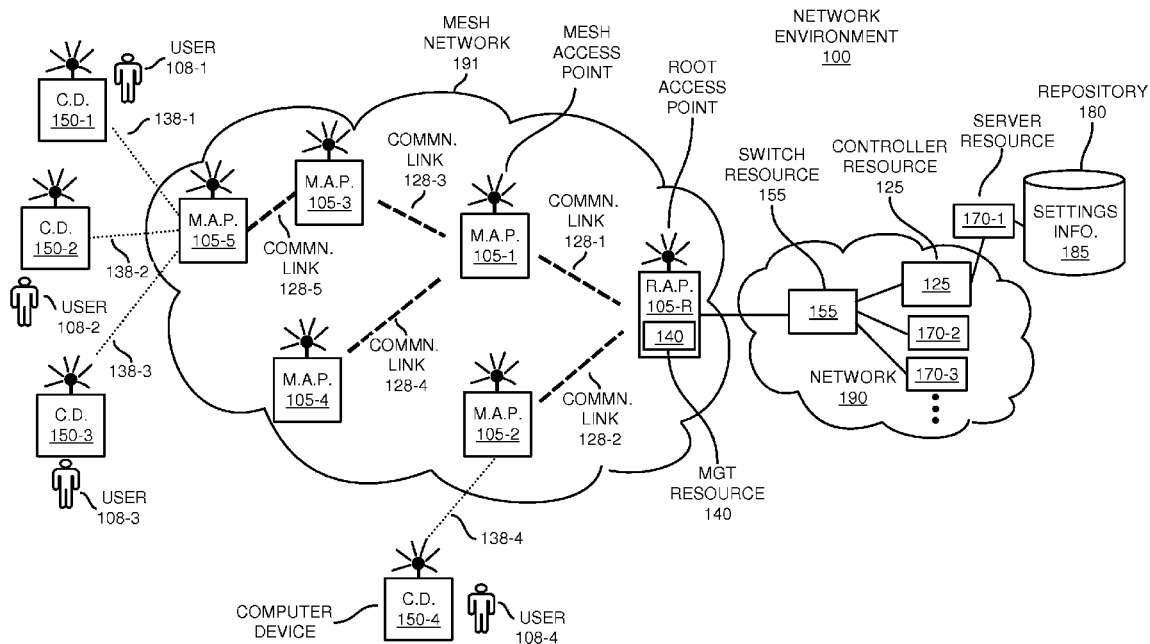 USER
108-1
C.D.
150-1
138-1
C.D.
150-2
138-2
USER
108-2
138-3
C.D.
150-3
USER
108-3
MESH
NETWORK
191
MESH
ACCESS
POINT
ROOT
ACCESS
POINT
NETWORK
ENVIRONMENT
100
M.A.P.
105-5
M.A.P.
105-3
COMMN.
LINK
128-5
COMMN.
LINK
128-3
M.A.P.
105-1
COMMN.
LINK
128-1
M.A.P.
105-4
COMMN.
LINK
128-4
M.A.P.
105-2
COMMN.
LINK
128-2
R.A.P.
105-R
140
MGT
RESOURCE
140
138-4
C.D.
150-4
COMPUTER
DEVICE
USER
108-4
SWITCH
RESOURCE
155
CONTROLLER
RESOURCE
125
SERVER
RESOURCE
REPOSITORY
180
155
125
170-1
170-2
170-3
NETWORK
190
SETTINGS
INFO.
185